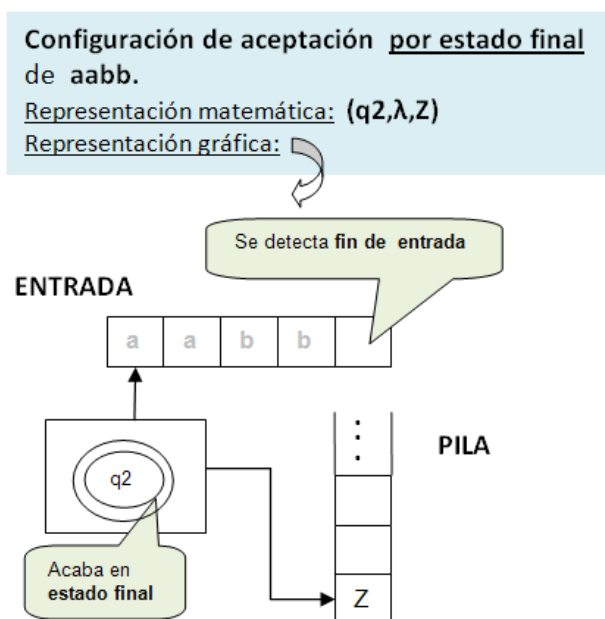 Configuración de aceptación por estado final
de aabb.
Representación matemática: (q2,λ,Z)
Representación gráfica:
Se detecta fin de entrada
ENTRADA
a a b b
PILA
q2
Acaba en
estado final
Z